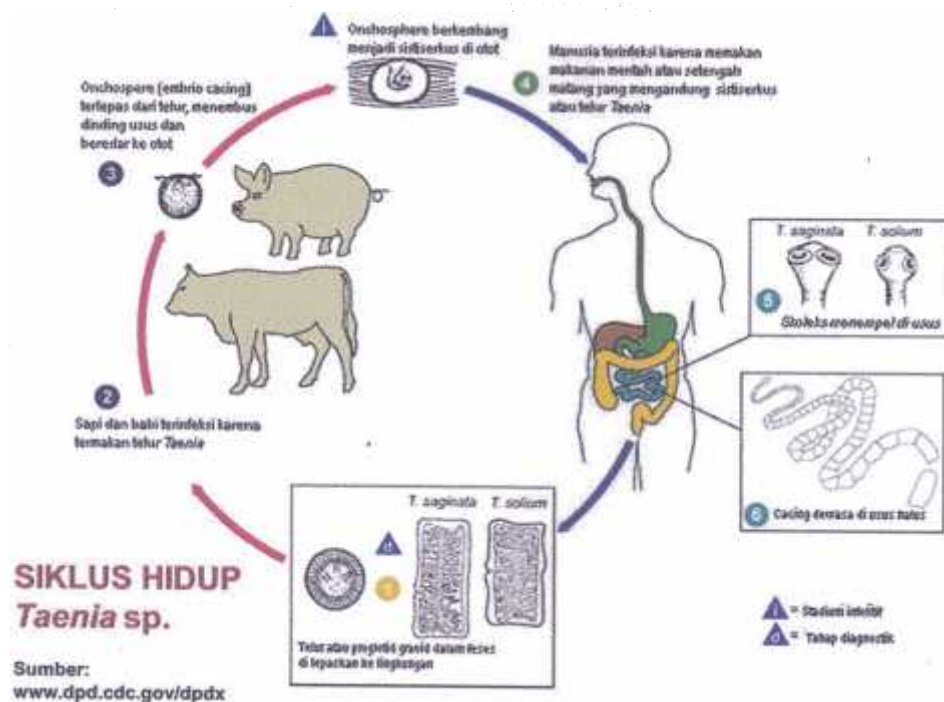 i
Onchosphere berkembang
menjadi sistiserkus di otot
4
Manusia terinfeksi karena memakan
makanan mentah atau setengah
matang yang mengandung sistiserkus
atau telur Taenia
Onchospere (embrio cacing)
terlepas dari telur, menembus
dinding usus dan
beredar ke otot
3
T. saginata T. solium
5
Skoleks menempel di usus
2
Sapi dan babi terinfeksi karena
termakan telur Taenia
6 Cacing dewasa di usus halus
T. saginata T. solium
d
1
Telur atau proglotid gravid dalam feses
di lepaskan ke lingkungan
SIKLUS HIDUP
Taenia sp.
i = Stadium infektif
d = Tahap diagnostik
Sumber:
www.dpd.cdc.gov/dpdx